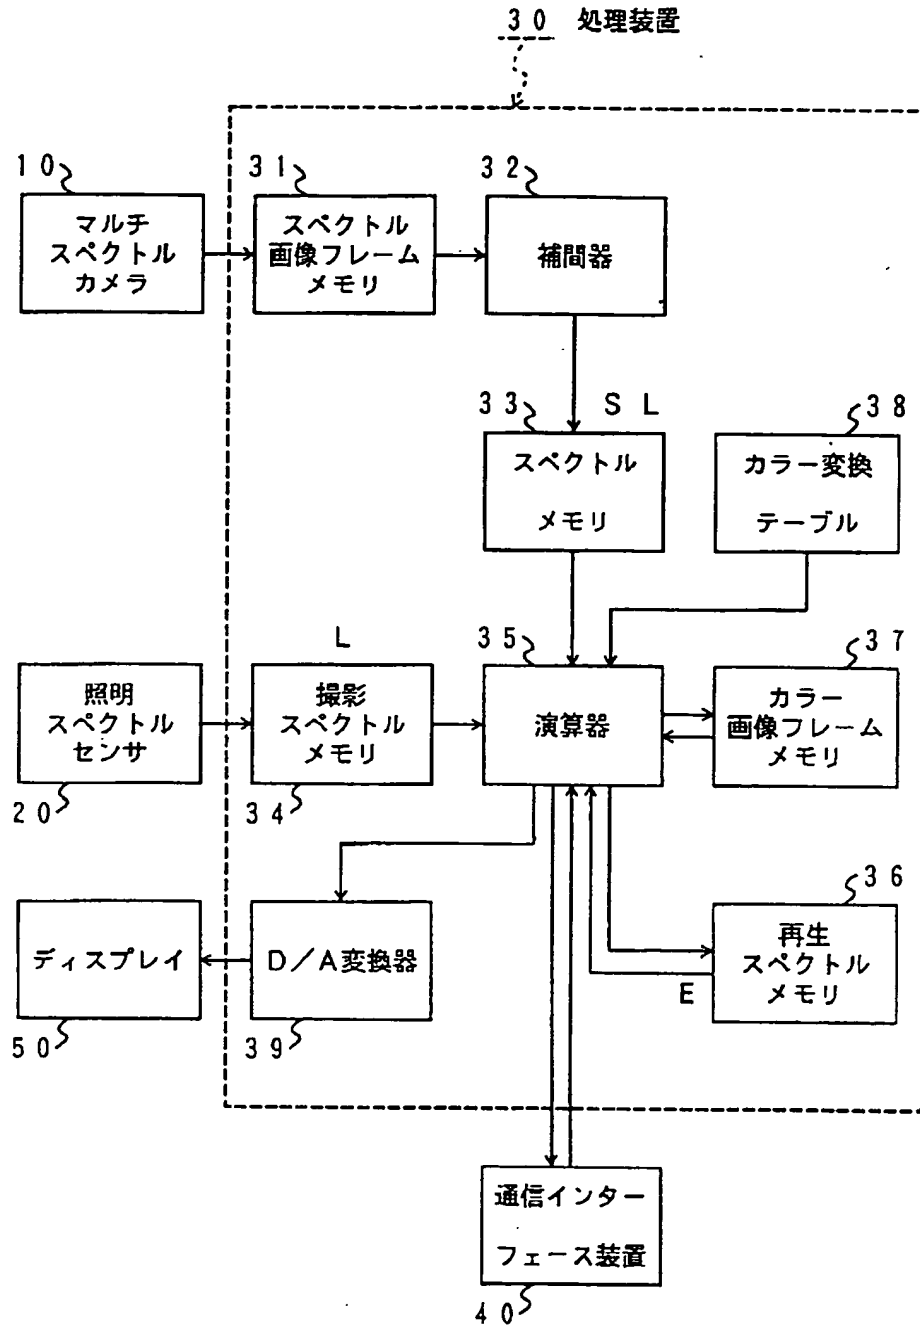 30 処理装置
10
マルチ
スペクトル
カメラ
31
スペクトル
画像フレーム
メモリ
32
補間器
33
SL
スペクトル
メモリ
38
カラー変換
テーブル
照明
スペクトル
センサ
20
L
撮影
スペクトル
メモリ
34
35
演算器
37
カラー
画像フレーム
メモリ
ディスプレイ
50
D/A変換器
39
36
再生
スペクトル
メモリ
E
通信インター
フェース装置
40